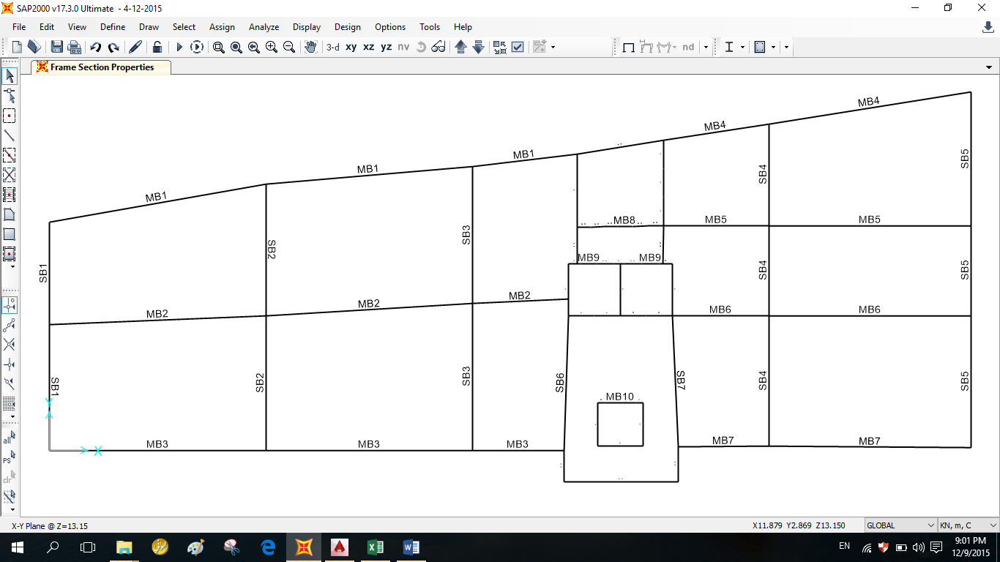 SAP2000 v17.3.0 Ultimate - 4-12-2015
File Edit View Define Draw Select Assign Analyze Display Design Options Tools Help
3-d xy xz yz nv nd
Frame Section Properties
all
PS
clr
MB4
MB4
SB5
MB1
SB4
MB1
MB1
MB8
MB5
MB5
SB3
SB2
MB9
MB9
SB1
SB4
SB5
MB2
MB2
MB2
MB6
MB6
SB1
SB2
SB3
SB6
SB7
SB4
SB5
MB10
Y
X
MB3
MB3
MB3
MB7
MB7
X-Y Plane @ Z=13.15
X11.879 Y2.869 Z13.150
GLOBAL
KN, m, C
EN
9:01 PM
12/9/2015